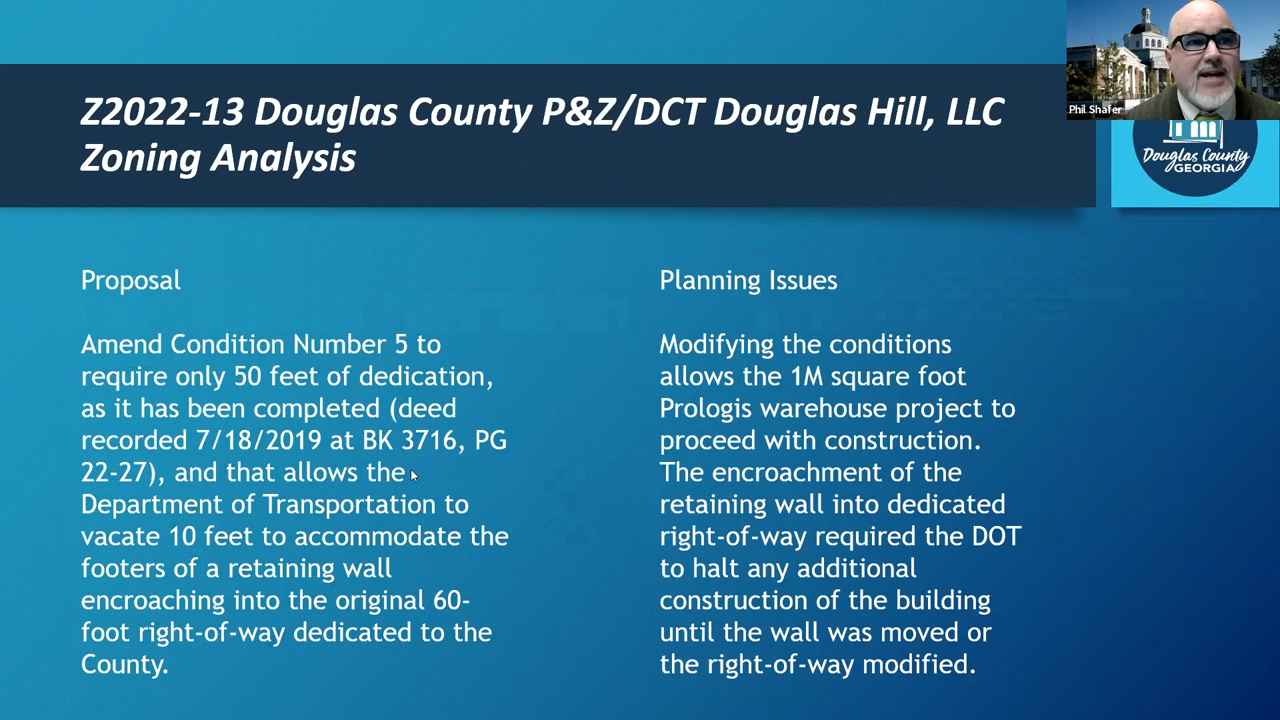 Phil Shafer
Z2022-13 Douglas County P&Z/DCT Douglas Hill, LLC
Zoning Analysis
Douglas County
GEORGIA
Proposal
Amend Condition Number 5 to
require only 50 feet of dedication,
as it has been completed (deed
recorded 7/18/2019 at BK 3716, PG
22-27), and that allows the
Department of Transportation to
vacate 10 feet to accommodate the
footers of a retaining wall
encroaching into the original 60-
foot right-of-way dedicated to the
County.
Planning Issues
Modifying the conditions
allows the 1M square foot
Prologis warehouse project to
proceed with construction.
The encroachment of the
retaining wall into dedicated
right-of-way required the DOT
to halt any additional
construction of the building
until the wall was moved or
the right-of-way modified.